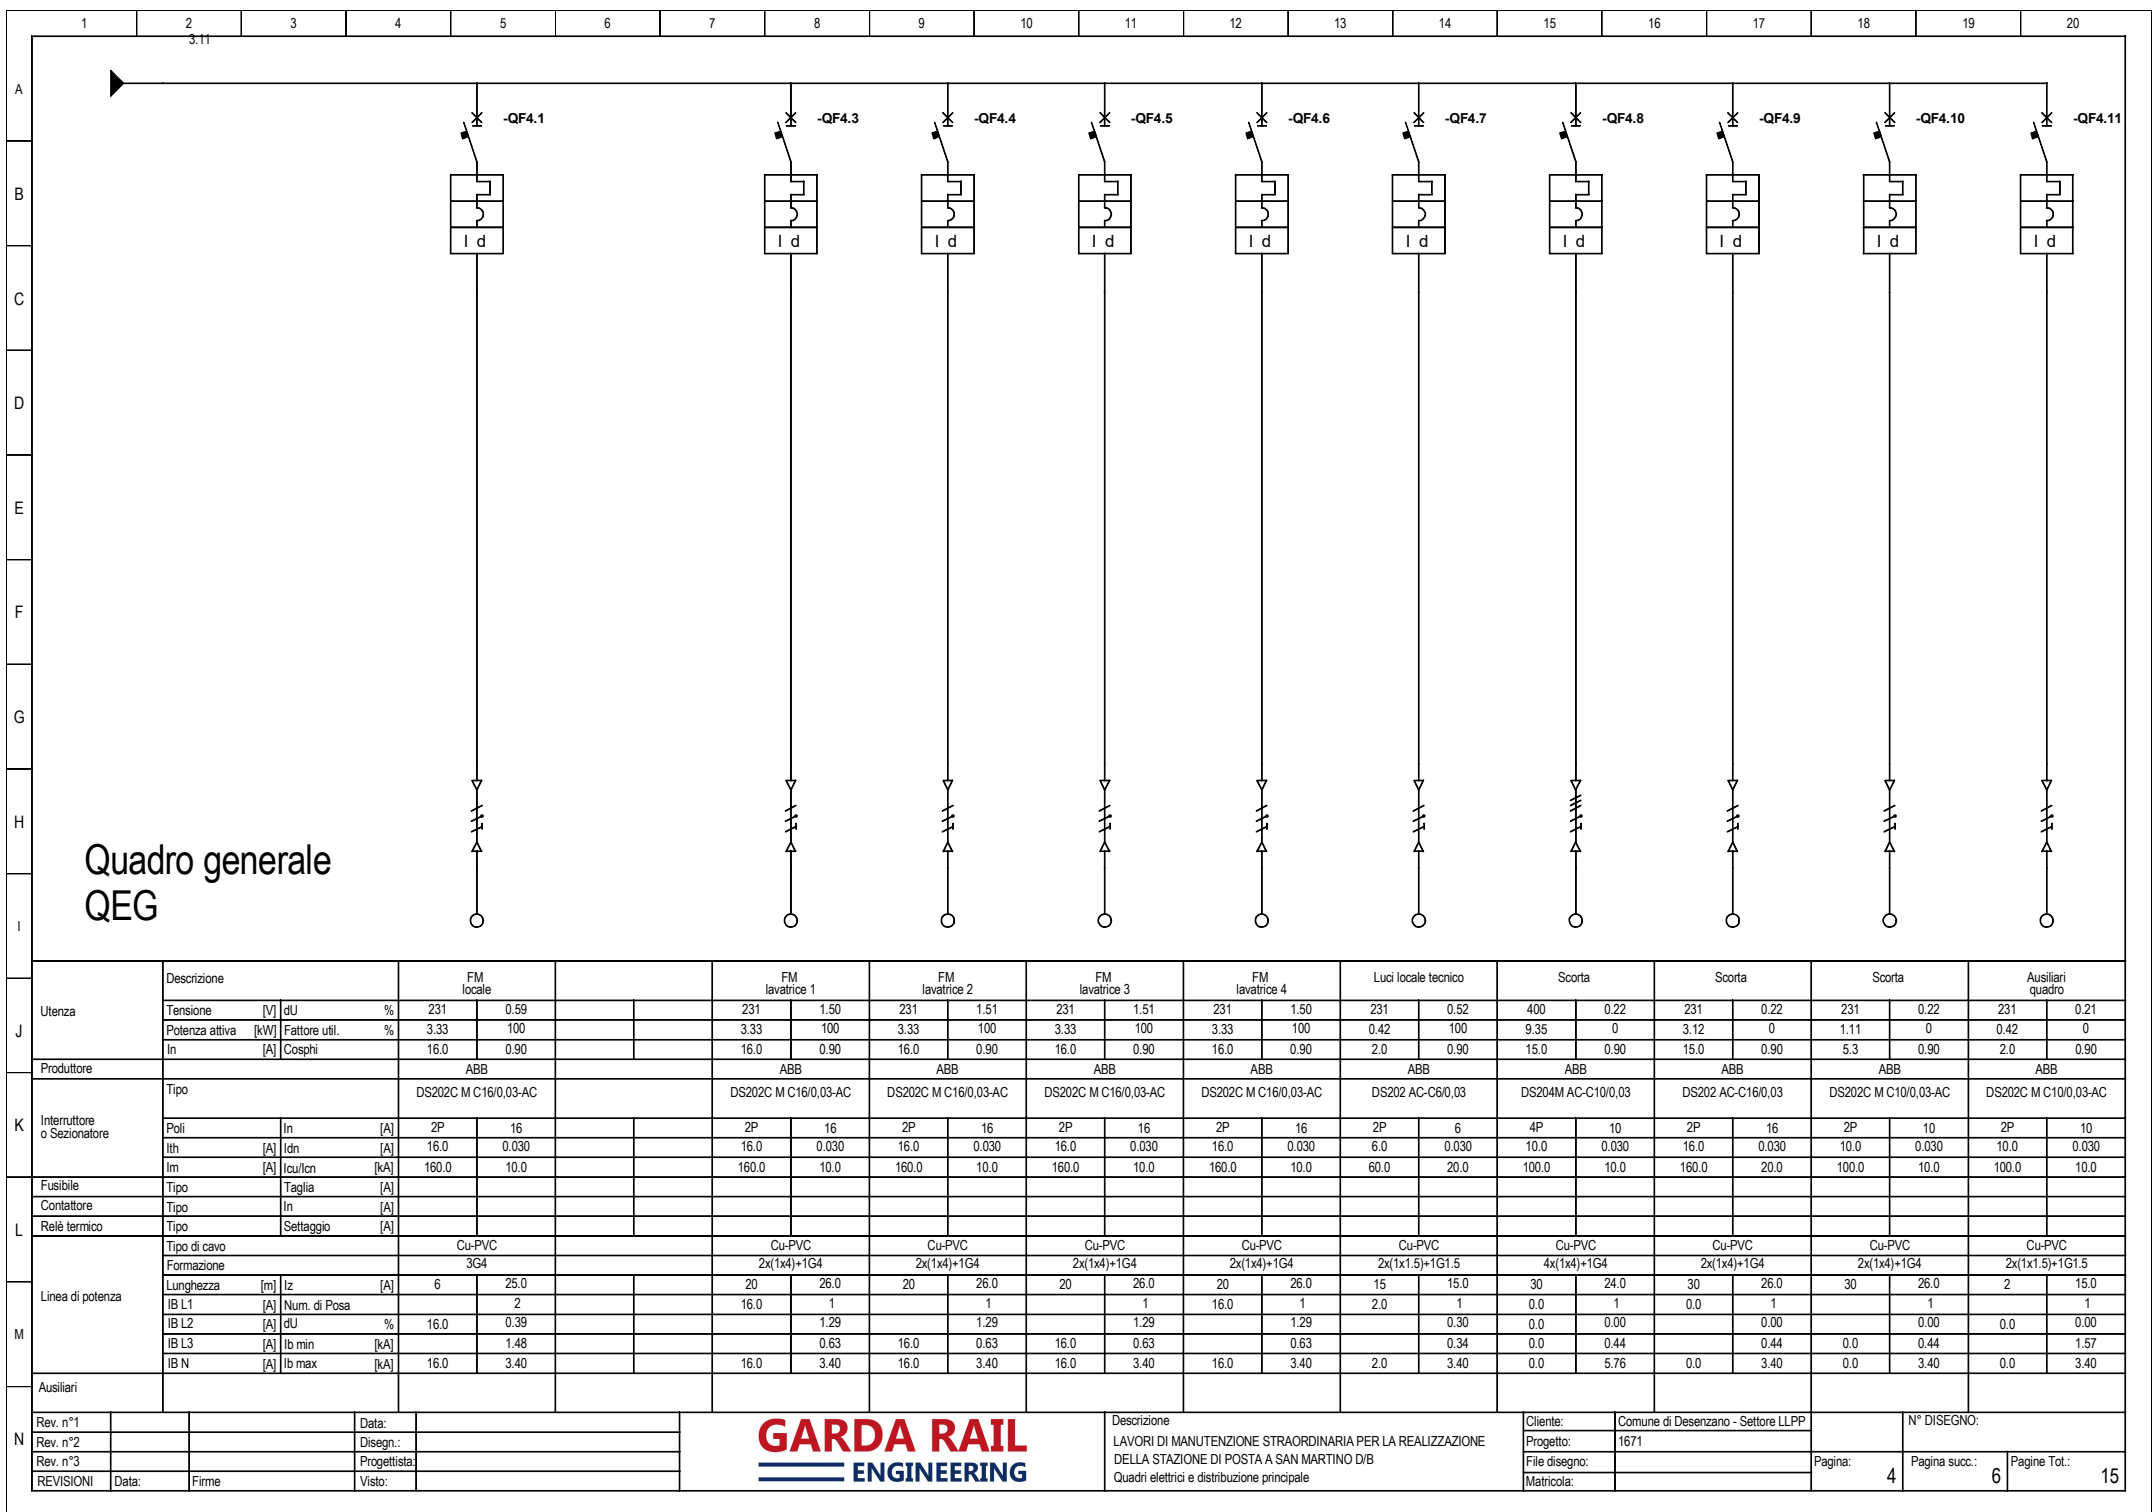 1 2 3 4 5 6 7 8 9 10 11 12 13 14 15 16 17 18 19 20
3.11
A
B
C
D
E
F
G
H
I
J
K
L
M
N
-QF4.1 -QF4.3 -QF4.4 -QF4.5 -QF4.6 -QF4.7 -QF4.8 -QF4.9 -QF4.10 -QF4.11
I d I d I d I d I d I d I d I d I d I d
Quadro generale
QEG
Utenza
Descrizione FM locale FM lavatrice 1 FM lavatrice 2 FM lavatrice 3 FM lavatrice 4 Luci locale tecnico Scorta Scorta Scorta Ausiliari quadro
Tensione [V] dU % 231 0.59 231 1.50 231 1.51 231 1.51 231 1.50 231 0.52 400 0.22 231 0.22 231 0.22 231 0.21
Potenza attiva [kW] Fattore util. % 3.33 100 3.33 100 3.33 100 3.33 100 3.33 100 0.42 100 9.35 0 3.12 0 1.11 0 0.42 0
In [A] Cosphi 16.0 0.90 16.0 0.90 16.0 0.90 16.0 0.90 16.0 0.90 2.0 0.90 15.0 0.90 15.0 0.90 5.3 0.90 2.0 0.90
Produttore ABB ABB ABB ABB ABB ABB ABB ABB ABB ABB
Interruttore
o Sezionatore
Tipo DS202C M C16/0,03-AC DS202C M C16/0,03-AC DS202C M C16/0,03-AC DS202C M C16/0,03-AC DS202C M C16/0,03-AC DS202 AC-C6/0,03 DS204M AC-C10/0,03 DS202 AC-C16/0,03 DS202C M C10/0,03-AC DS202C M C10/0,03-AC
Poli In [A] 2P 16 2P 16 2P 16 2P 16 2P 16 2P 6 4P 10 2P 16 2P 10 2P 10
Ith [A] Idn [A] 16.0 0.030 16.0 0.030 16.0 0.030 16.0 0.030 16.0 0.030 6.0 0.030 10.0 0.030 16.0 0.030 10.0 0.030 10.0 0.030
Im [A] Icu/Icn [kA] 160.0 10.0 160.0 10.0 160.0 10.0 160.0 10.0 160.0 10.0 60.0 20.0 100.0 10.0 160.0 20.0 100.0 10.0 100.0 10.0
Fusibile Tipo Taglia [A]
Contattore Tipo In [A]
Relè termico Tipo Settaggio [A]
Linea di potenza
Tipo di cavo Cu-PVC Cu-PVC Cu-PVC Cu-PVC Cu-PVC Cu-PVC Cu-PVC Cu-PVC Cu-PVC Cu-PVC
Formazione 3G4 2x(1x4)+1G4 2x(1x4)+1G4 2x(1x4)+1G4 2x(1x4)+1G4 2x(1x1.5)+1G1.5 4x(1x4)+1G4 2x(1x4)+1G4 2x(1x4)+1G4 2x(1x1.5)+1G1.5
Lunghezza [m] Iz [A] 6 25.0 20 26.0 20 26.0 20 26.0 20 26.0 15 15.0 30 24.0 30 26.0 30 26.0 2 15.0
IB L1 [A] Num. di Posa 2 16.0 1 1 1 16.0 1 2.0 1 0.0 1 0.0 1 1 1
IB L2 [A] dU % 16.0 0.39 1.29 1.29 1.29 1.29 0.30 0.0 0.00 0.00 0.00 0.0 0.00
IB L3 [A] Ib min [kA] 1.48 0.63 16.0 0.63 16.0 0.63 0.63 0.34 0.0 0.44 0.44 0.0 0.44 1.57
IB N [A] Ib max [kA] 16.0 3.40 16.0 3.40 16.0 3.40 16.0 3.40 16.0 3.40 2.0 3.40 0.0 5.76 0.0 3.40 0.0 3.40 0.0 3.40
Ausiliari
Rev. n°1 Data:
Rev. n°2 Disegn.:
Rev. n°3 Progettista:
REVISIONI Data: Firme Visto:
GARDA RAIL
ENGINEERING
Descrizione
LAVORI DI MANUTENZIONE STRAORDINARIA PER LA REALIZZAZIONE
DELLA STAZIONE DI POSTA A SAN MARTINO D/B
Quadri elettrici e distribuzione principale
Cliente: Comune di Desenzano - Settore LLPP
Progetto: 1671
File disegno:
Matricola:
N° DISEGNO:
Pagina: 4 Pagina succ.: 6 Pagine Tot.: 15